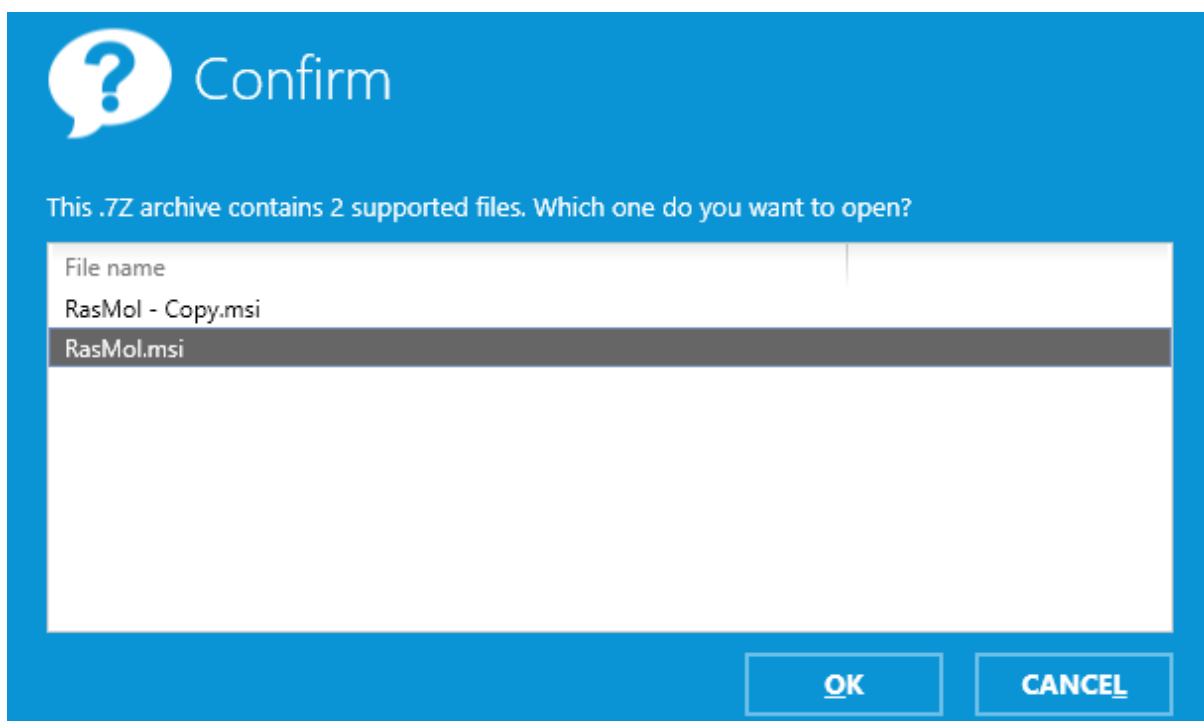 ?
Confirm
This .7Z archive contains 2 supported files. Which one do you want to open?
File name
RasMol - Copy.msi
RasMol.msi
OK
CANCEL